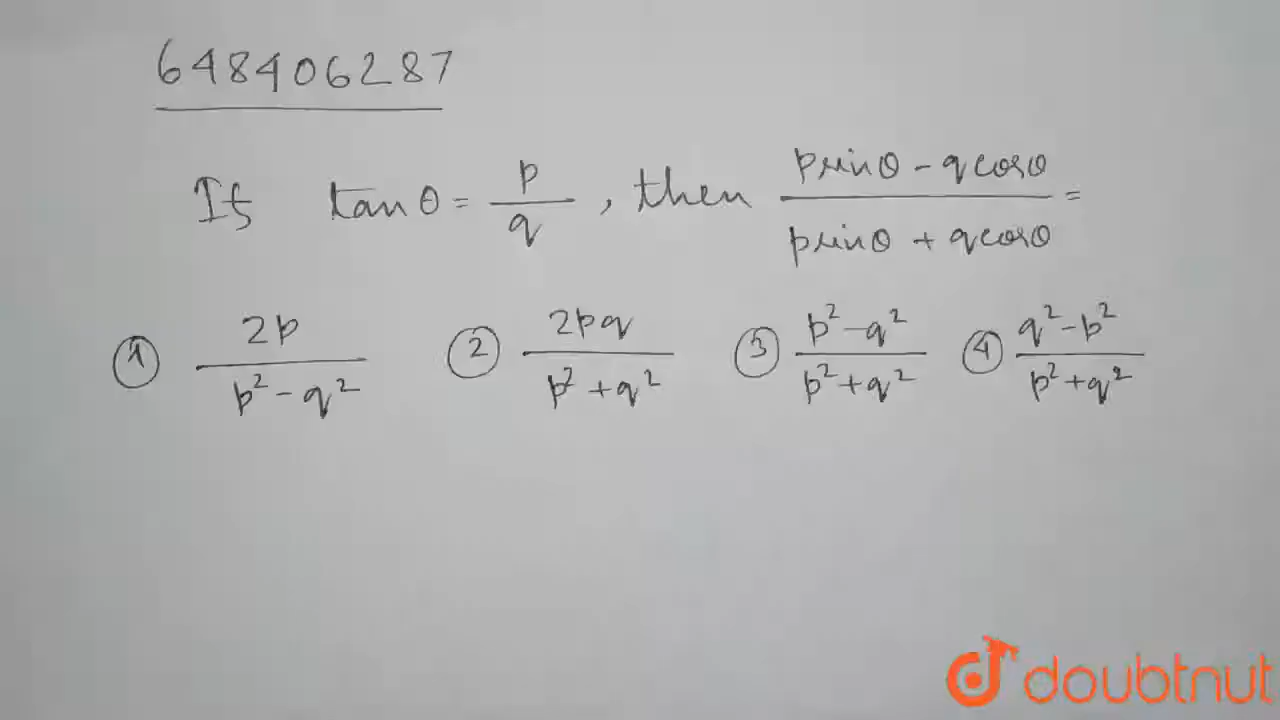 648406287
If tanθ = p/q, then (p sinθ - q cosθ)/(p sinθ + q cosθ) =
① 2p/(p² - q²) ② 2pq/(p² + q²) ③ (p² - q²)/(p² + q²) ④ (q² - p²)/(p² + q²)
doubtnut